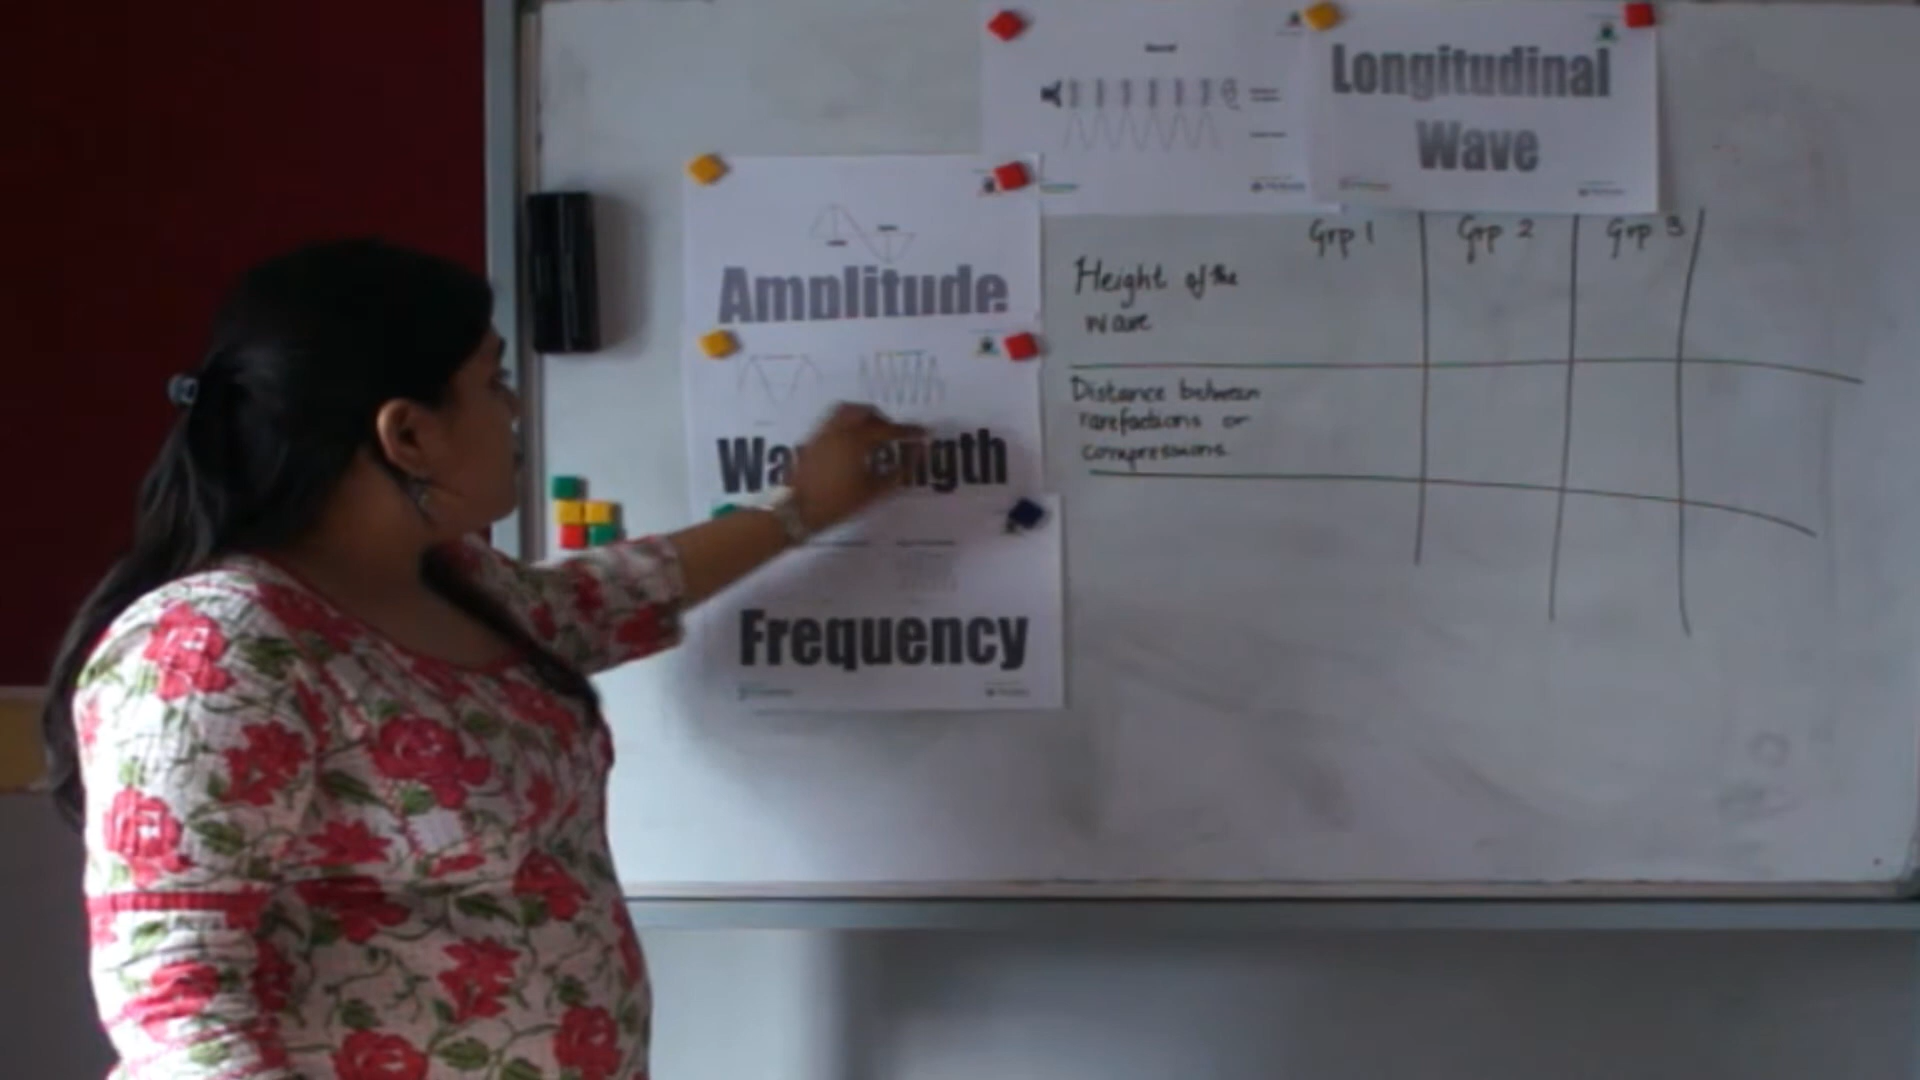 Longitudinal
Wave
Amplitude
Wavelength
Frequency
Grp 1 Grp 2 Grp 3
Height of the
wave
Distance between
rarefactions or
compressions